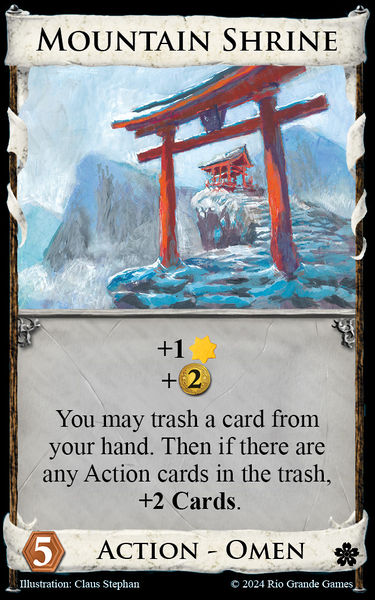 MOUNTAIN SHRINE
+1
+2
You may trash a card from
your hand. Then if there are
any Action cards in the trash,
+2 Cards.
5 ACTION - OMEN
Illustration: Claus Stephan © 2024 Rio Grande Games